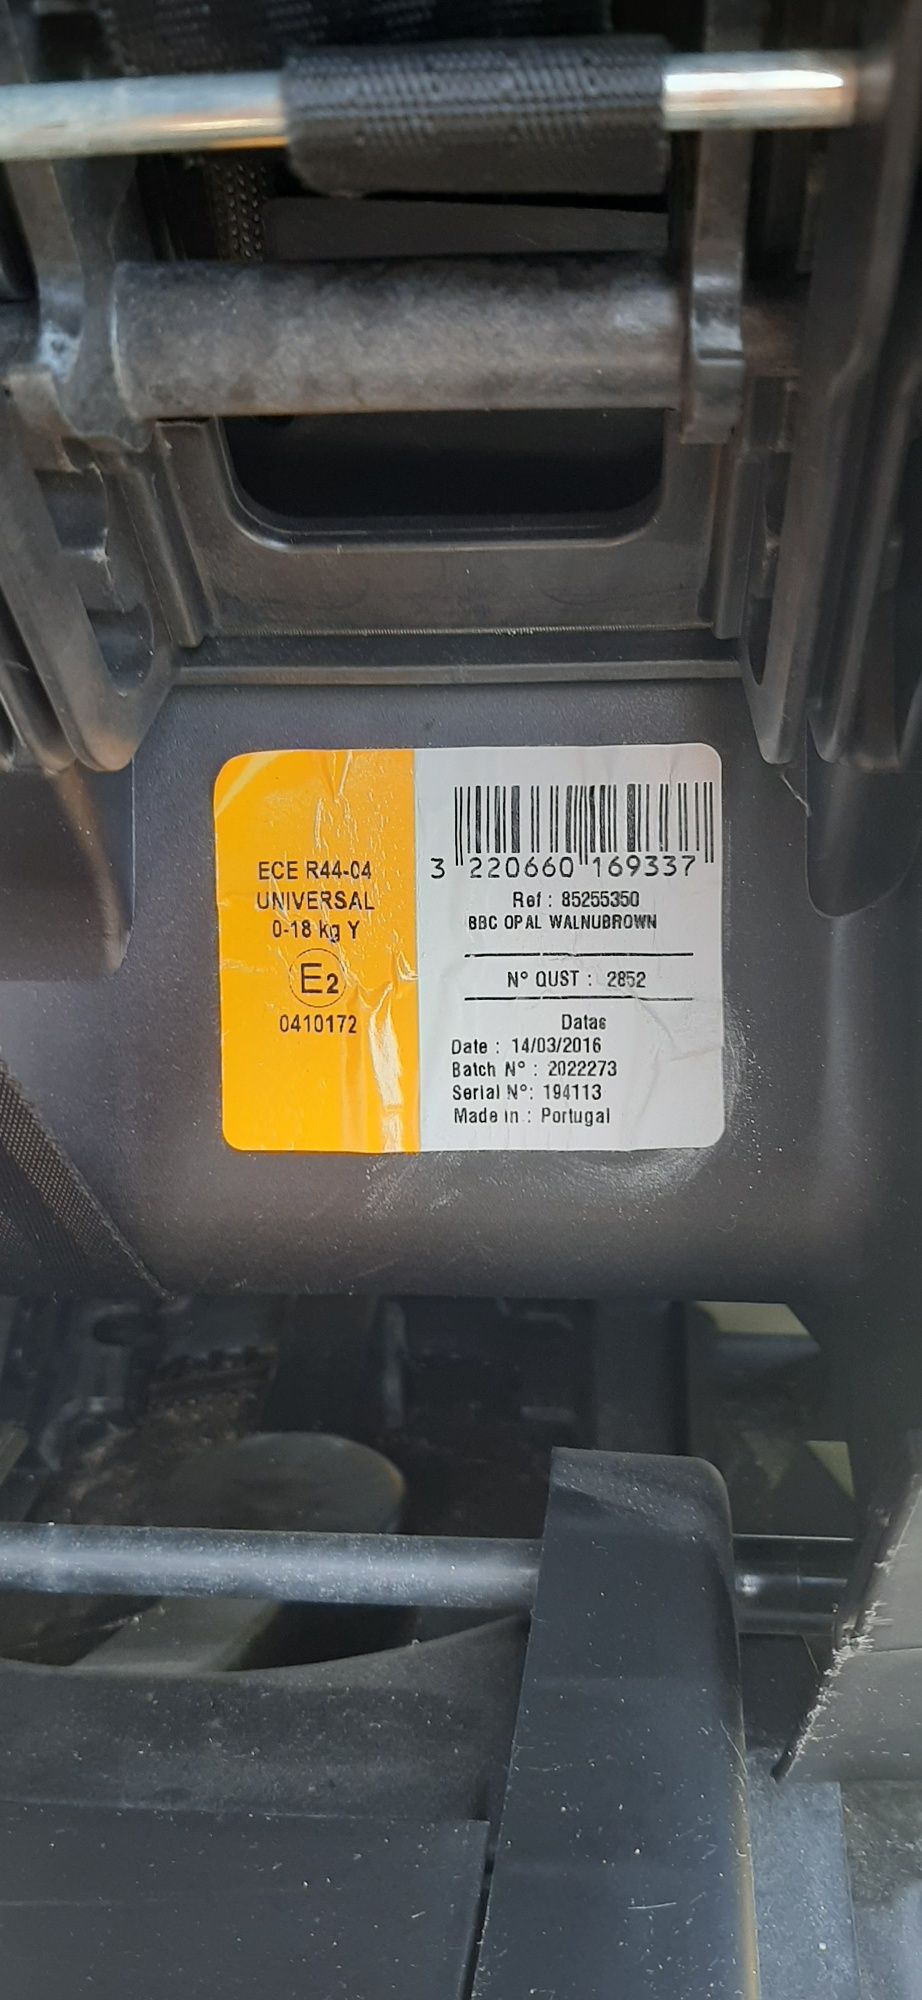 ECE R44-04
UNIVERSAL
0-18 kg Y
E2
0410172
3 220660 169337
Ref : 85255350
BBC OPAL WALNUBROWN
N° QUST : 2852
Datas
Date : 14/03/2016
Batch N° : 2022273
Serial N°: 194113
Made in : Portugal